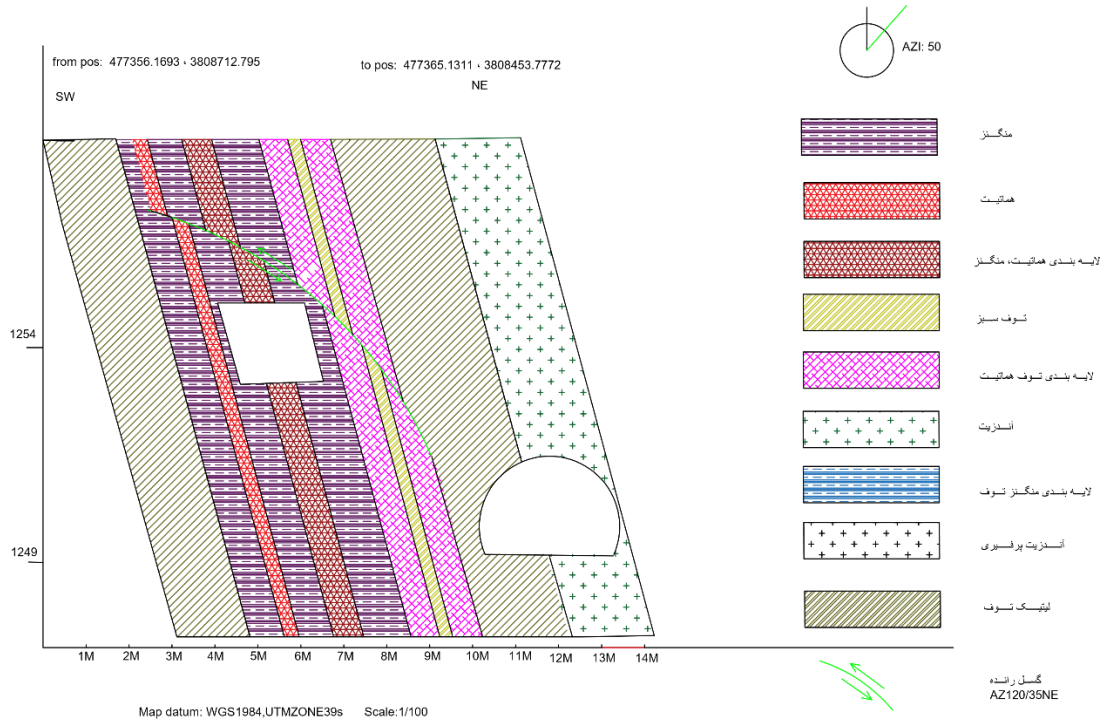 AZI: 50
from pos: 477356.1693 ، 3808712.795
to pos: 477365.1311 ، 3808453.7772
SW
NE
منگنز
هماتیت
لایه بندی هماتیت، منگنز
توف سبز
1254
لایه بندی توف هماتیت
آندزیت
لایه بندی منگنز توف
1249
آندزیت پرفیری
لیتیک توف
1M 2M 3M 4M 5M 6M 7M 8M 9M 10M 11M 12M 13M 14M
گسل رانده
AZ120/35NE
Map datum: WGS1984,UTMZONE39s Scale:1/100